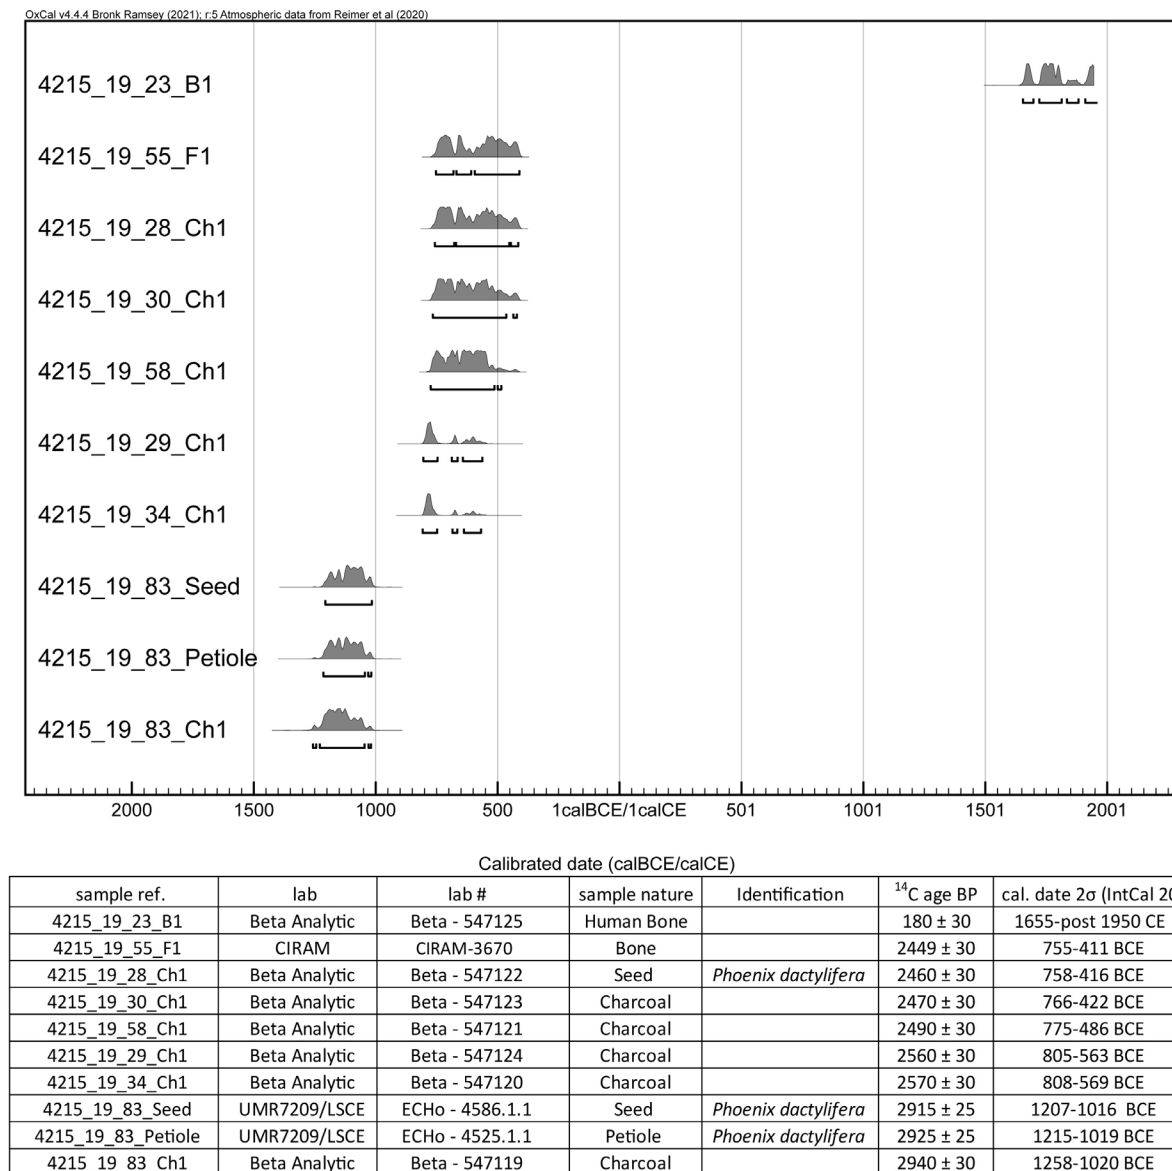 OxCal v4.4.4 Bronk Ramsey (2021); r:5 Atmospheric data from Reimer et al (2020)
4215_19_23_B1
4215_19_55_F1
4215_19_28_Ch1
4215_19_30_Ch1
4215_19_58_Ch1
4215_19_29_Ch1
4215_19_34_Ch1
4215_19_83_Seed
4215_19_83_Petiole
4215_19_83_Ch1
2000 1500 1000 500 1calBCE/1calCE 501 1001 1501 2001
Calibrated date (calBCE/calCE)
sample ref. lab lab # sample nature Identification 14C age BP cal. date 2σ (IntCal 20
4215_19_23_B1 Beta Analytic Beta - 547125 Human Bone 180 ± 30 1655-post 1950 CE
4215_19_55_F1 CIRAM CIRAM-3670 Bone 2449 ± 30 755-411 BCE
4215_19_28_Ch1 Beta Analytic Beta - 547122 Seed Phoenix dactylifera 2460 ± 30 758-416 BCE
4215_19_30_Ch1 Beta Analytic Beta - 547123 Charcoal 2470 ± 30 766-422 BCE
4215_19_58_Ch1 Beta Analytic Beta - 547121 Charcoal 2490 ± 30 775-486 BCE
4215_19_29_Ch1 Beta Analytic Beta - 547124 Charcoal 2560 ± 30 805-563 BCE
4215_19_34_Ch1 Beta Analytic Beta - 547120 Charcoal 2570 ± 30 808-569 BCE
4215_19_83_Seed UMR7209/LSCE ECHo - 4586.1.1 Seed Phoenix dactylifera 2915 ± 25 1207-1016 BCE
4215_19_83_Petiole UMR7209/LSCE ECHo - 4525.1.1 Petiole Phoenix dactylifera 2925 ± 25 1215-1019 BCE
4215_19_83_Ch1 Beta Analytic Beta - 547119 Charcoal 2940 ± 30 1258-1020 BCE